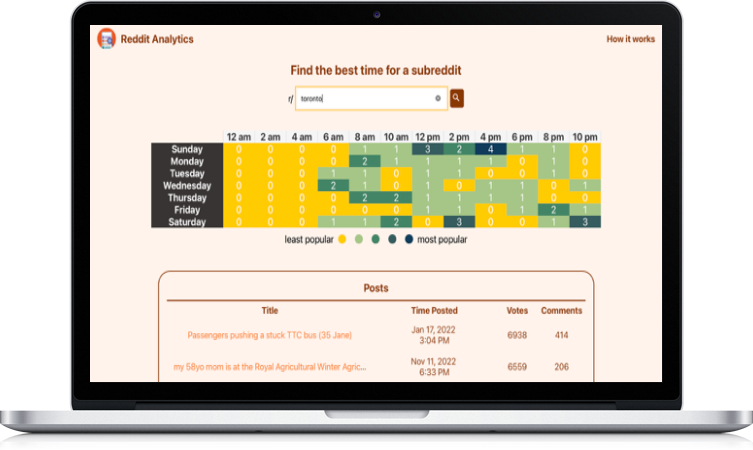 Reddit Analytics How it works
Find the best time for a subreddit
r/ toronto
12 am 2 am 4 am 6 am 8 am 10 am 12 pm 2 pm 4 pm 6 pm 8 pm 10 pm
Sunday 0 0 0 0 1 1 3 2 4 1 1 0
Monday 0 0 0 0 2 1 1 1 1 0 1 0
Tuesday 0 0 0 1 1 0 1 1 0 0 1 0
Wednesday 0 0 0 2 1 0 1 0 1 1 0 1
Thursday 0 0 0 0 2 2 1 1 1 1 0 0
Friday 0 0 0 0 0 0 1 1 0 1 2 1
Saturday 0 0 0 1 1 2 0 3 0 0 1 3
least popular most popular
Posts
Title Time Posted Votes Comments
Passengers pushing a stuck TTC bus (35 Jane) Jan 17, 2022 6938 414
3:04 PM
my 58yo mom is at the Royal Agricultural Winter Agric... Nov 11, 2022 6559 206
6:33 PM